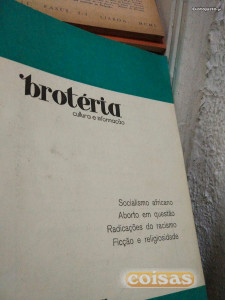 brotéria
cultura e informação
Socialismo africano
Aborto em questão
Radicações do racismo
Ficção e religiosidade
coisas